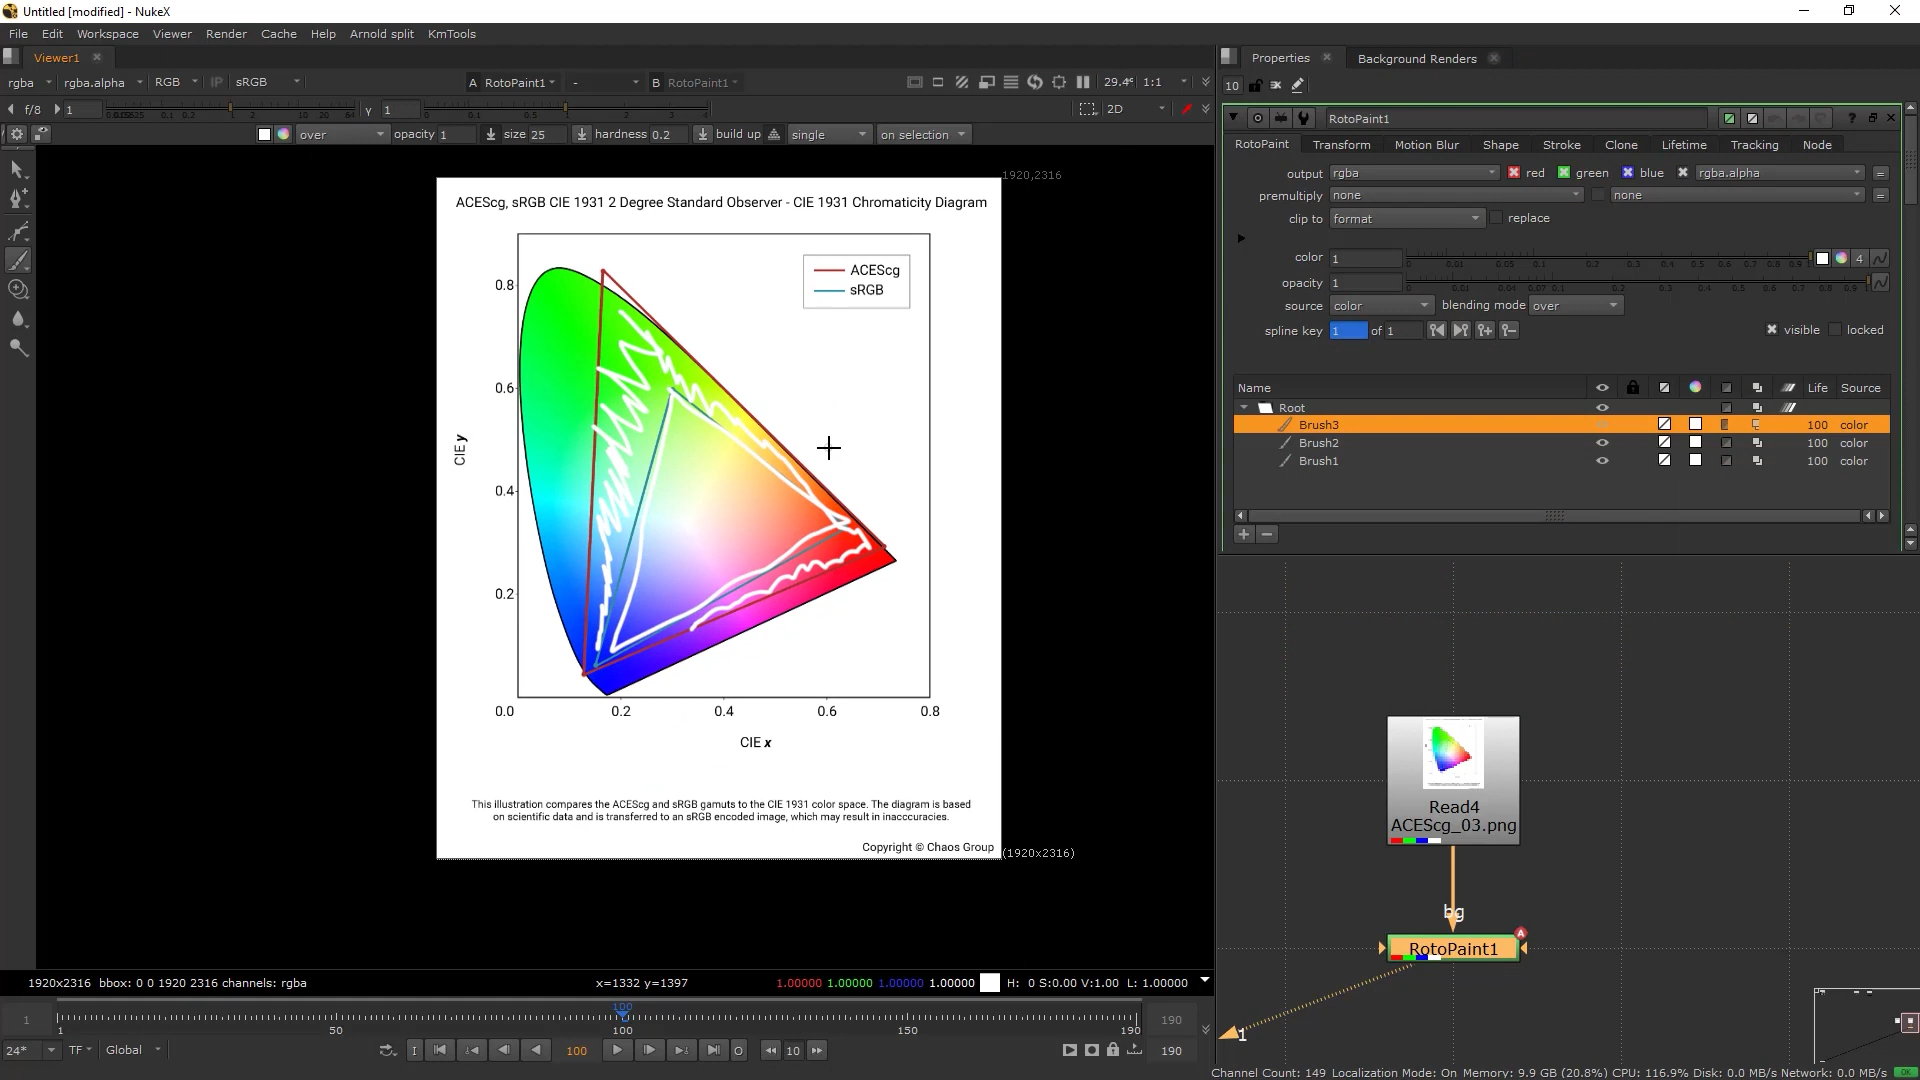 Untitled [modified] - NukeX
File Edit Workspace Viewer Render Cache Help Arnold split KmTools
Viewer1
rgba rgba.alpha RGB IP sRGB A RotoPaint1 - B RotoPaint1 1:1
f/8 1 γ 1 2D
over opacity 1 size 25 hardness 0.2 build up single on selection
1920,2316
ACEScg, sRGB CIE 1931 2 Degree Standard Observer - CIE 1931 Chromaticity Diagram
ACEScg
sRGB
0.8
0.6
0.4
0.2
CIE y
0.0 0.2 0.4 0.6 0.8
CIE x
This illustration compares the ACEScg and sRGB gamuts to the CIE 1931 color space. The diagram is based
on scientific data and is transferred to an sRGB encoded image, which may result in inacccuracies.
Copyright © Chaos Group
(1920x2316)
1920x2316 bbox: 0 0 1920 2316 channels: rgba x=1332 y=1397 1.00000 1.00000 1.00000 1.00000 H: 0 S:0.00 V:1.00 L: 1.00000
1 100 190
1 50 100 150 190
24* TF Global I 100 O 10 190
Properties Background Renders
10
RotoPaint1
RotoPaint Transform Motion Blur Shape Stroke Clone Lifetime Tracking Node
output rgba red green blue rgba.alpha =
premultiply none none =
clip to format replace
color 1 4
opacity 1
source color blending mode over
spline key 1 of 1 visible locked
Name Life Source
Root
Brush3 100 color
Brush2 100 color
Brush1 100 color
Read4
ACEScg_03.png
bg
A
RotoPaint1
1
Channel Count: 149 Localization Mode: On Memory: 9.9 GB (20.8%) CPU: 116.9% Disk: 0.0 MB/s Network: 0.0 MB/s